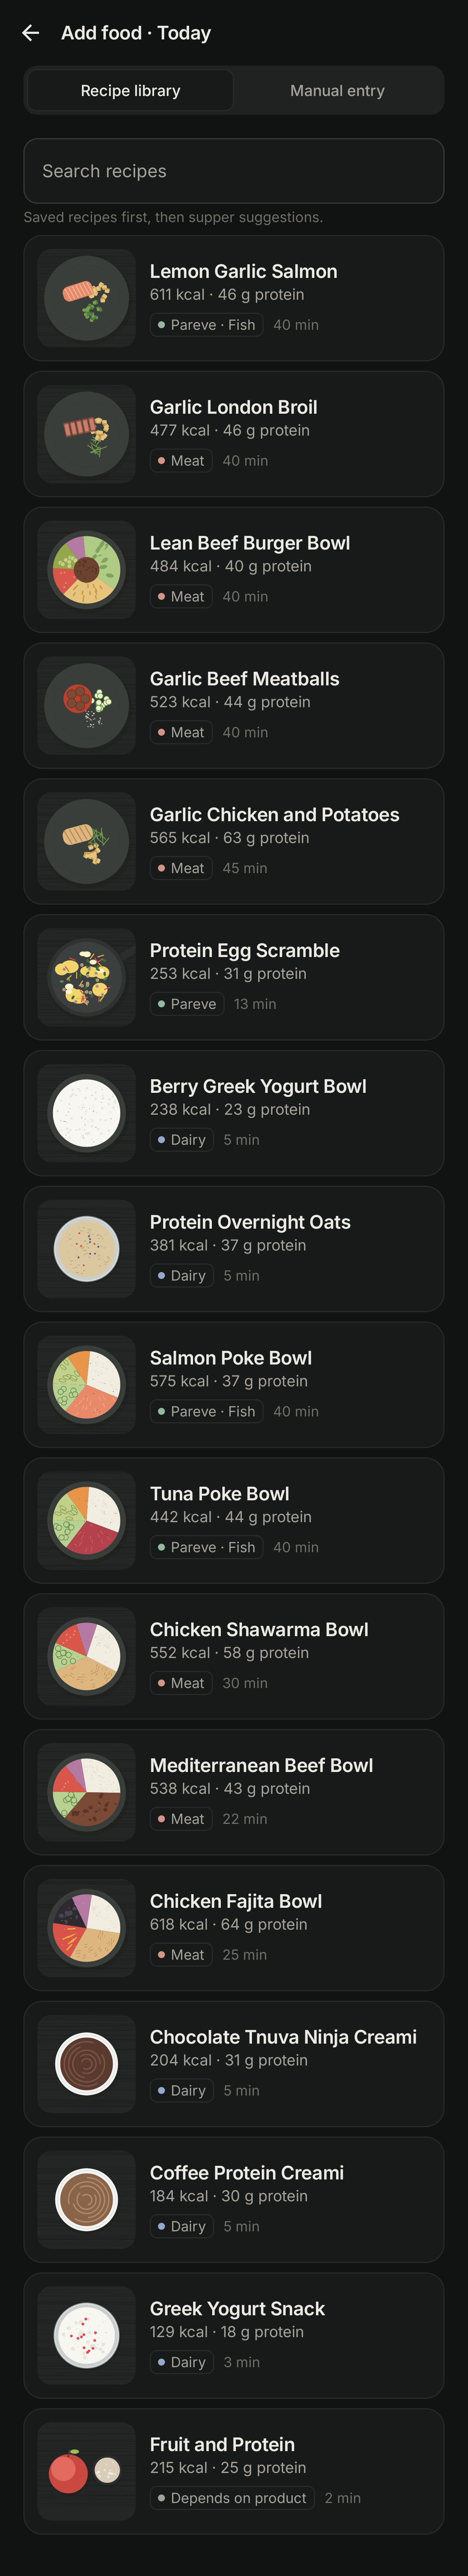 Add food · Today
Recipe library
Manual entry
Search recipes
Saved recipes first, then supper suggestions.
Lemon Garlic Salmon
611 kcal · 46 g protein
Pareve · Fish 40 min
Garlic London Broil
477 kcal · 46 g protein
Meat 40 min
Lean Beef Burger Bowl
484 kcal · 40 g protein
Meat 40 min
Garlic Beef Meatballs
523 kcal · 44 g protein
Meat 40 min
Garlic Chicken and Potatoes
565 kcal · 63 g protein
Meat 45 min
Protein Egg Scramble
253 kcal · 31 g protein
Pareve 13 min
Berry Greek Yogurt Bowl
238 kcal · 23 g protein
Dairy 5 min
Protein Overnight Oats
381 kcal · 37 g protein
Dairy 5 min
Salmon Poke Bowl
575 kcal · 37 g protein
Pareve · Fish 40 min
Tuna Poke Bowl
442 kcal · 44 g protein
Pareve · Fish 40 min
Chicken Shawarma Bowl
552 kcal · 58 g protein
Meat 30 min
Mediterranean Beef Bowl
538 kcal · 43 g protein
Meat 22 min
Chicken Fajita Bowl
618 kcal · 64 g protein
Meat 25 min
Chocolate Tnuva Ninja Creami
204 kcal · 31 g protein
Dairy 5 min
Coffee Protein Creami
184 kcal · 30 g protein
Dairy 5 min
Greek Yogurt Snack
129 kcal · 18 g protein
Dairy 3 min
Fruit and Protein
215 kcal · 25 g protein
Depends on product 2 min